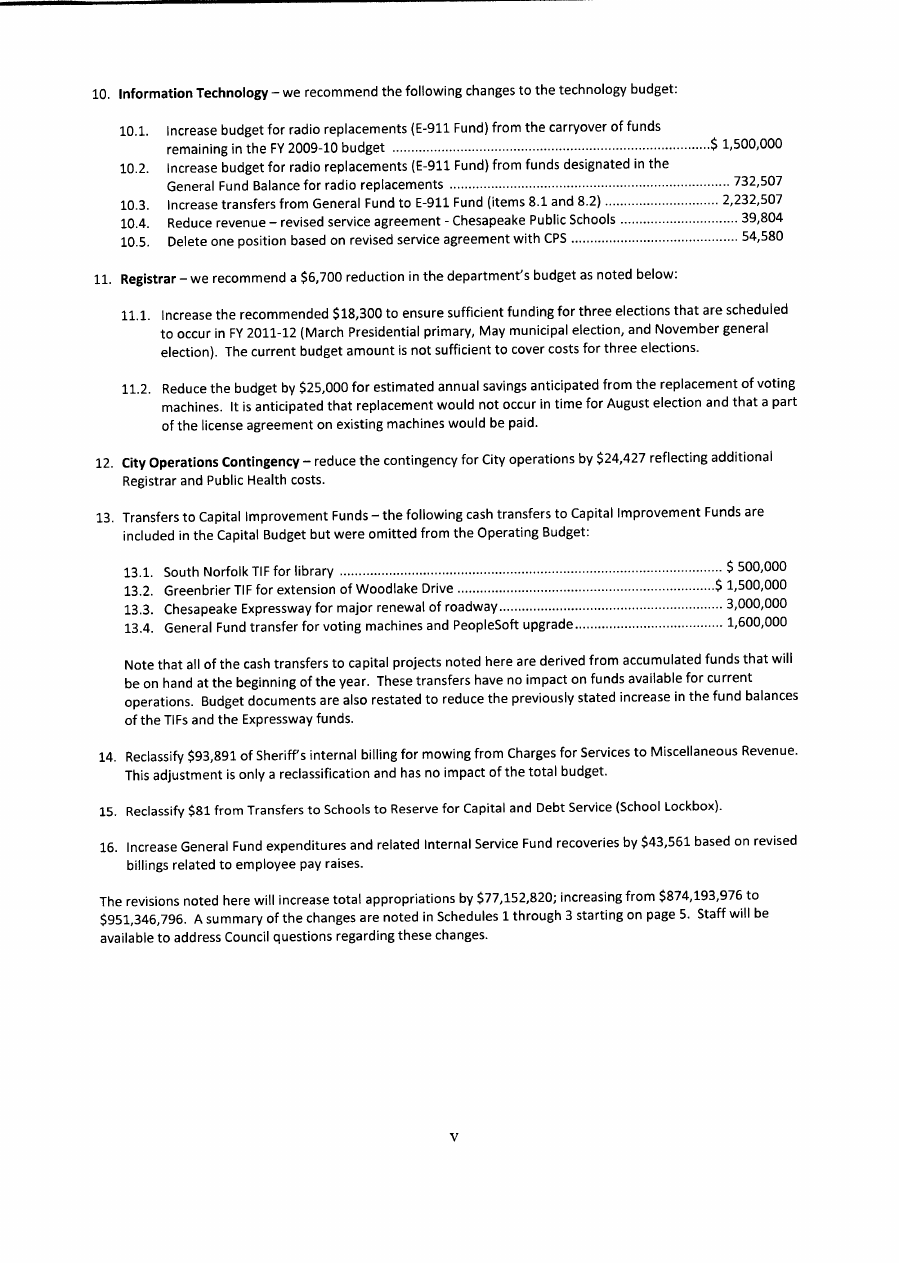 10. Information Technology – we recommend the following changes to the technology budget:
10.1. Increase budget for radio replacements (E-911 Fund) from the carryover of funds
remaining in the FY 2009-10 budget ....................................................................................$ 1,500,000
10.2. Increase budget for radio replacements (E-911 Fund) from funds designated in the
General Fund Balance for radio replacements .......................................................................... 732,507
10.3. Increase transfers from General Fund to E-911 Fund (items 8.1 and 8.2) .............................. 2,232,507
10.4. Reduce revenue – revised service agreement - Chesapeake Public Schools ............................... 39,804
10.5. Delete one position based on revised service agreement with CPS ............................................ 54,580
11. Registrar – we recommend a $6,700 reduction in the department's budget as noted below:
11.1. Increase the recommended $18,300 to ensure sufficient funding for three elections that are scheduled
to occur in FY 2011-12 (March Presidential primary, May municipal election, and November general
election). The current budget amount is not sufficient to cover costs for three elections.
11.2. Reduce the budget by $25,000 for estimated annual savings anticipated from the replacement of voting
machines. It is anticipated that replacement would not occur in time for August election and that a part
of the license agreement on existing machines would be paid.
12. City Operations Contingency – reduce the contingency for City operations by $24,427 reflecting additional
Registrar and Public Health costs.
13. Transfers to Capital Improvement Funds – the following cash transfers to Capital Improvement Funds are
included in the Capital Budget but were omitted from the Operating Budget:
13.1. South Norfolk TIF for library ..................................................................................................... $ 500,000
13.2. Greenbrier TIF for extension of Woodlake Drive ....................................................................$ 1,500,000
13.3. Chesapeake Expressway for major renewal of roadway........................................................... 3,000,000
13.4. General Fund transfer for voting machines and PeopleSoft upgrade....................................... 1,600,000
Note that all of the cash transfers to capital projects noted here are derived from accumulated funds that will
be on hand at the beginning of the year. These transfers have no impact on funds available for current
operations. Budget documents are also restated to reduce the previously stated increase in the fund balances
of the TIFs and the Expressway funds.
14. Reclassify $93,891 of Sheriff's internal billing for mowing from Charges for Services to Miscellaneous Revenue.
This adjustment is only a reclassification and has no impact of the total budget.
15. Reclassify $81 from Transfers to Schools to Reserve for Capital and Debt Service (School Lockbox).
16. Increase General Fund expenditures and related Internal Service Fund recoveries by $43,561 based on revised
billings related to employee pay raises.
The revisions noted here will increase total appropriations by $77,152,820; increasing from $874,193,976 to
$951,346,796. A summary of the changes are noted in Schedules 1 through 3 starting on page 5. Staff will be
available to address Council questions regarding these changes.
v